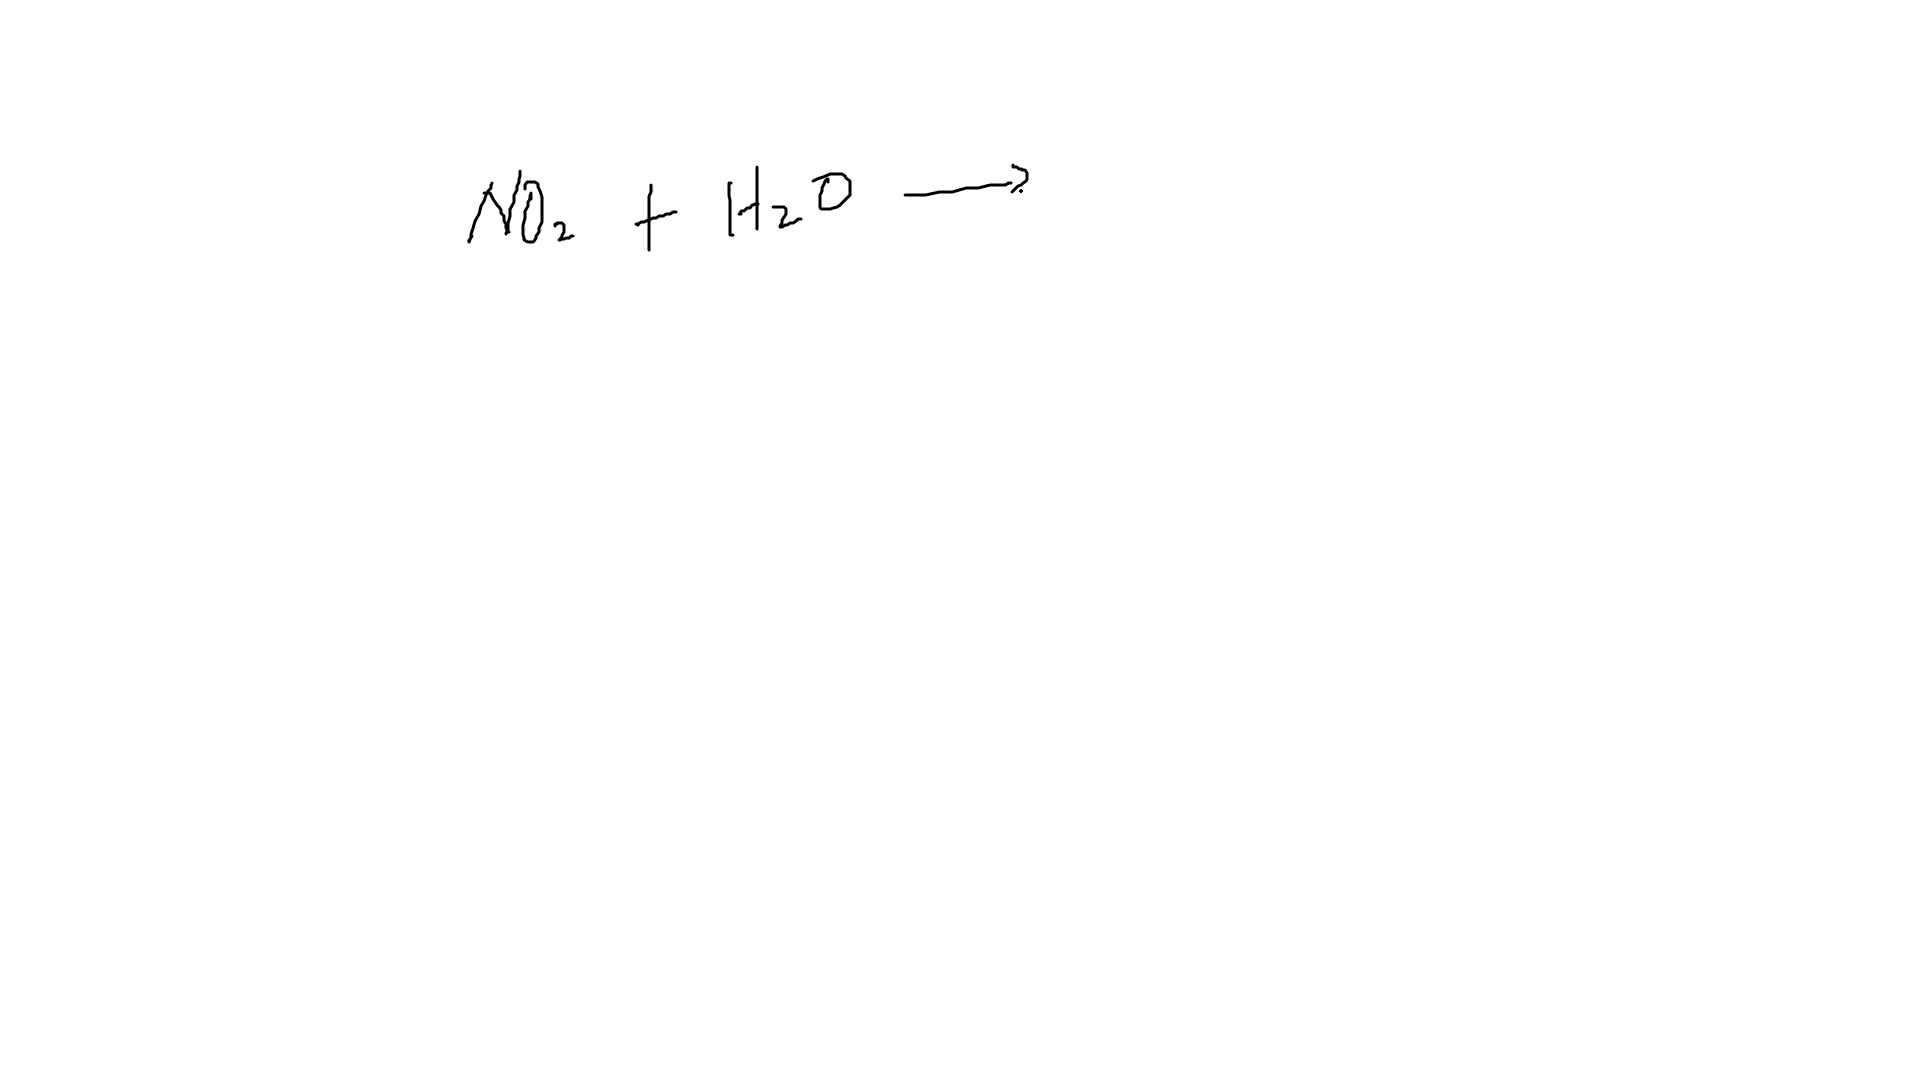 NO₂ + H₂O →